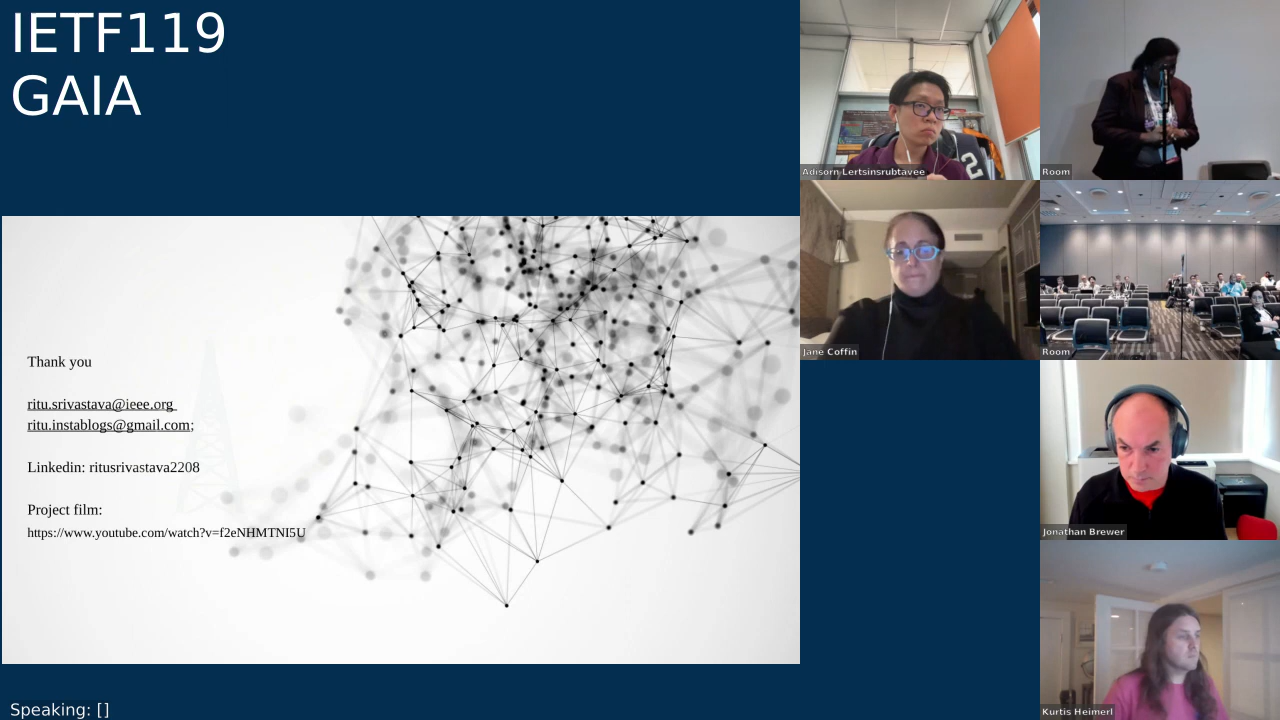 IETF119
GAIA
Thank you
ritu.srivastava@ieee.org
ritu.instablogs@gmail.com;
Linkedin: ritusrivastava2208
Project film:
https://www.youtube.com/watch?v=f2eNHMTNI5U
Speaking: []
Adisorn Lertsinsrubtavee
Room
Jane Coffin
Room
Jonathan Brewer
Kurtis Heimerl